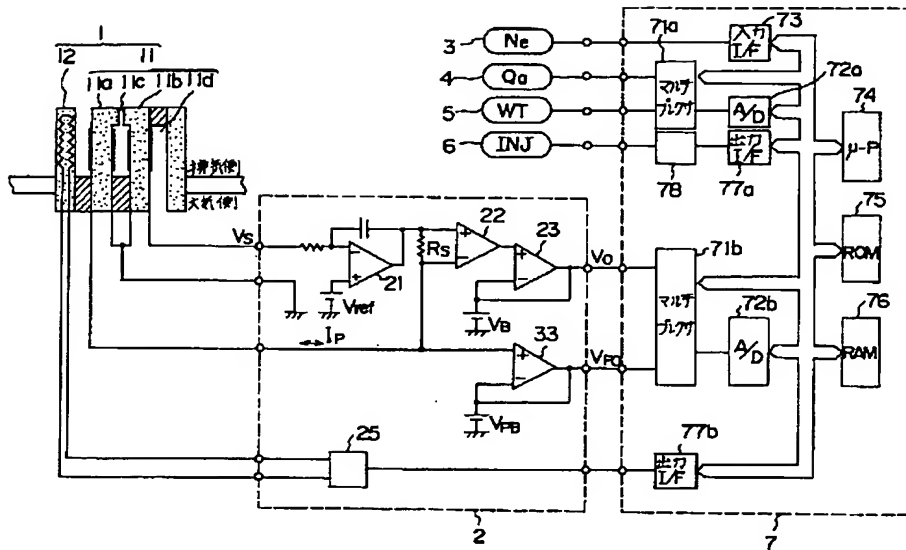 1
12
11
11a 11c 11b 11d
排気側
大気側
3
Ne
4
Qa
5
WT
6
INJ
71a
マルチ
プレクサ
73
入力
I/F
72a
A/D
出力
I/F
77a
78
74
μ-P
75
ROM
76
RAM
Vs
21
Vref
Rs
22
23
VB
Vo
IP
33
VPB
VPO
71b
マルチ
プレクサ
72b
A/D
25
出力
I/F
77b
2
7